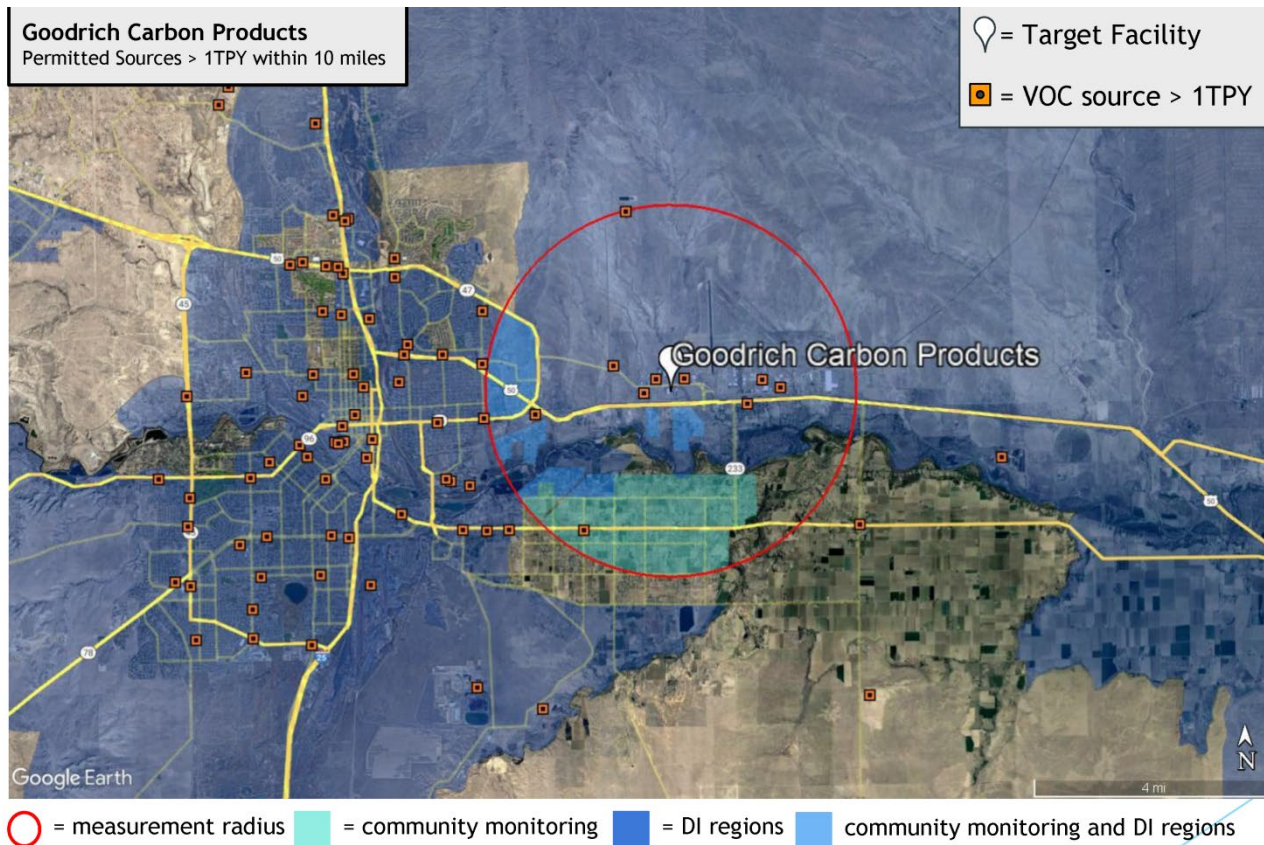 Goodrich Carbon Products
Permitted Sources > 1TPY within 10 miles
= Target Facility
= VOC source > 1TPY
50
47
45
Goodrich Carbon Products
50
96
233
50
78
25
Google Earth
N
4 mi
= measurement radius
= community monitoring
= DI regions
community monitoring and DI regions